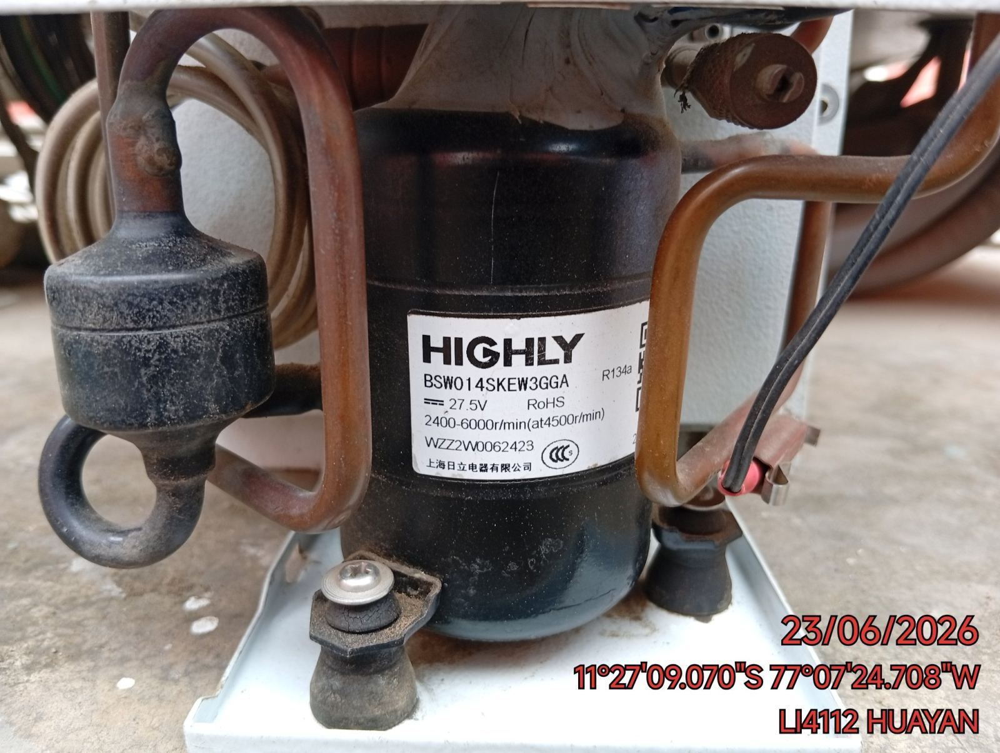 HIGHLY
BSW014SKEW3GGA R134a
27.5V RoHS
2400-6000r/min(at4500r/min)
WZZ2W0062423
CCC S
上海日立电器有限公司
23/06/2026
11°27'09.070"S 77°07'24.708"W
LI4112 HUAYAN